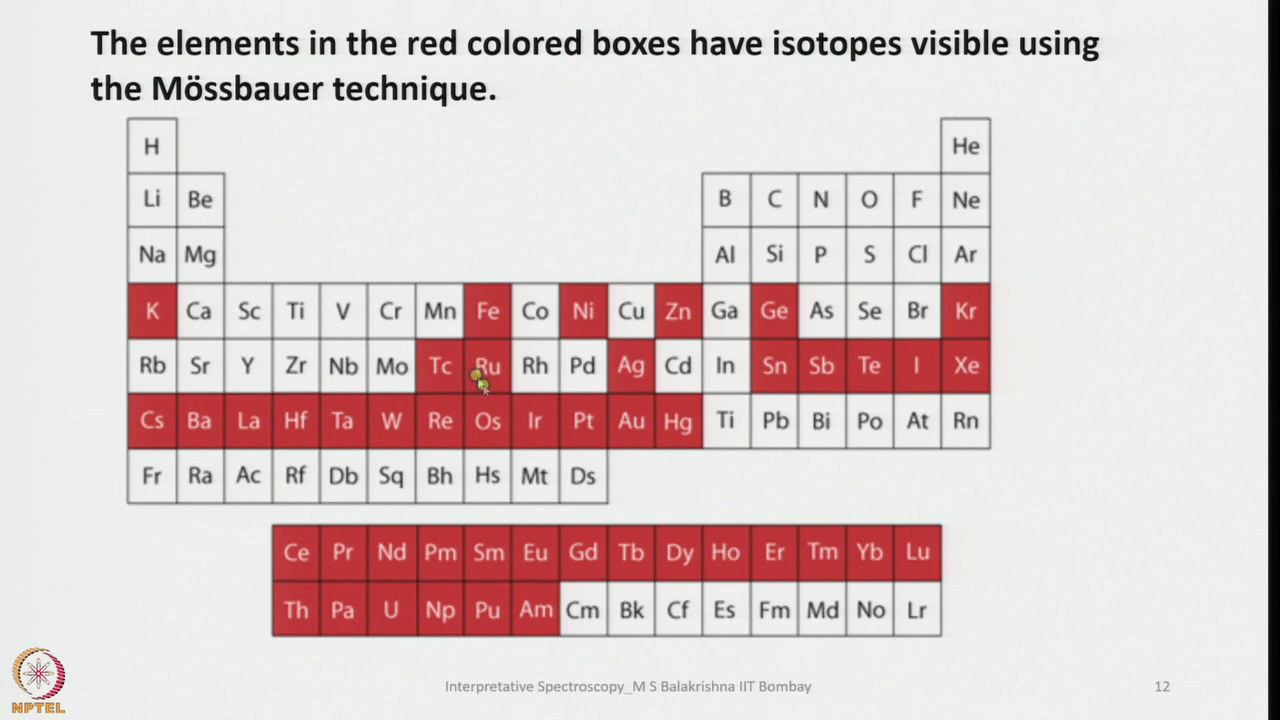 The elements in the red colored boxes have isotopes visible using
the Mössbauer technique.
H He
Li Be B C N O F Ne
Na Mg Al Si P S Cl Ar
K Ca Sc Ti V Cr Mn Fe Co Ni Cu Zn Ga Ge As Se Br Kr
Rb Sr Y Zr Nb Mo Tc Ru Rh Pd Ag Cd In Sn Sb Te I Xe
Cs Ba La Hf Ta W Re Os Ir Pt Au Hg Ti Pb Bi Po At Rn
Fr Ra Ac Rf Db Sq Bh Hs Mt Ds
Ce Pr Nd Pm Sm Eu Gd Tb Dy Ho Er Tm Yb Lu
Th Pa U Np Pu Am Cm Bk Cf Es Fm Md No Lr
NPTEL
Interpretative Spectroscopy_M S Balakrishna IIT Bombay 12